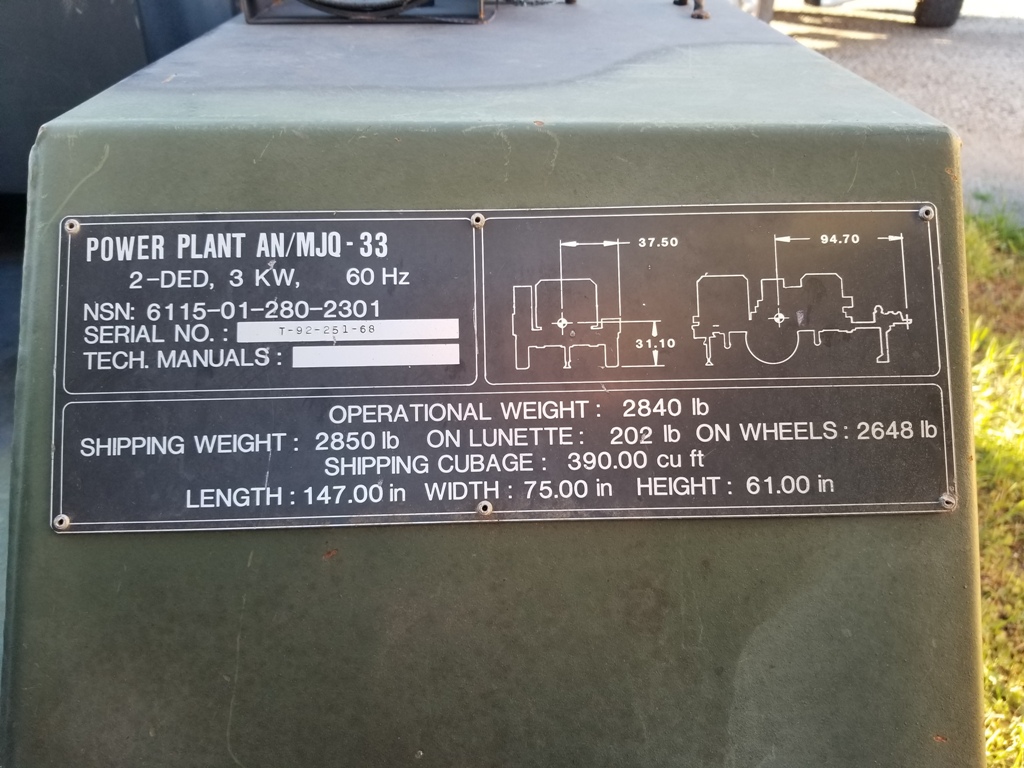 POWER PLANT AN/MJQ-33
2-DED, 3 KW, 60 Hz
NSN: 6115-01-280-2301
SERIAL NO.: T-92-251-68
TECH. MANUALS:
37.50
94.70
31.10
OPERATIONAL WEIGHT: 2840 lb
SHIPPING WEIGHT: 2850 lb ON LUNETTE: 202 lb ON WHEELS: 2648 lb
SHIPPING CUBAGE: 390.00 cu ft
LENGTH: 147.00 in WIDTH: 75.00 in HEIGHT: 61.00 in